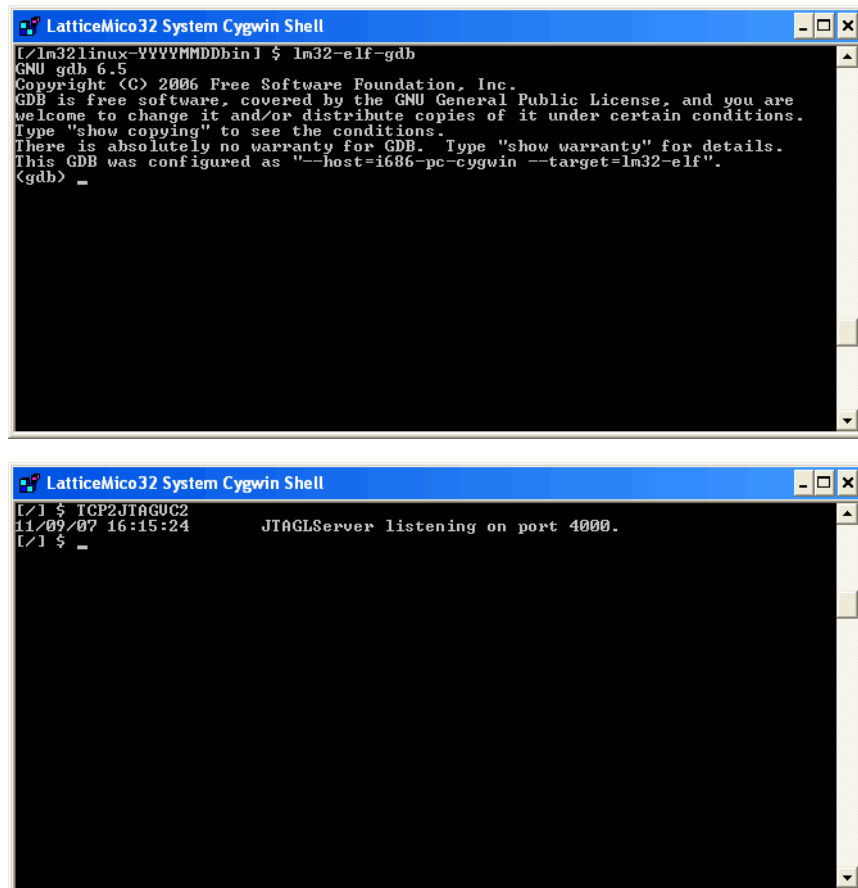 LatticeMico32 System Cygwin Shell
[/lm32linux-YYYYMMDDbin] $ lm32-elf-gdb
GNU gdb 6.5
Copyright (C) 2006 Free Software Foundation, Inc.
GDB is free software, covered by the GNU General Public License, and you are
welcome to change it and/or distribute copies of it under certain conditions.
Type "show copying" to see the conditions.
There is absolutely no warranty for GDB.  Type "show warranty" for details.
This GDB was configured as "--host=i686-pc-cygwin --target=lm32-elf".
(gdb) _
LatticeMico32 System Cygwin Shell
[/] $ TCP2JTAGVC2
11/09/07 16:15:24       JTAGLServer listening on port 4000.
[/] $ _